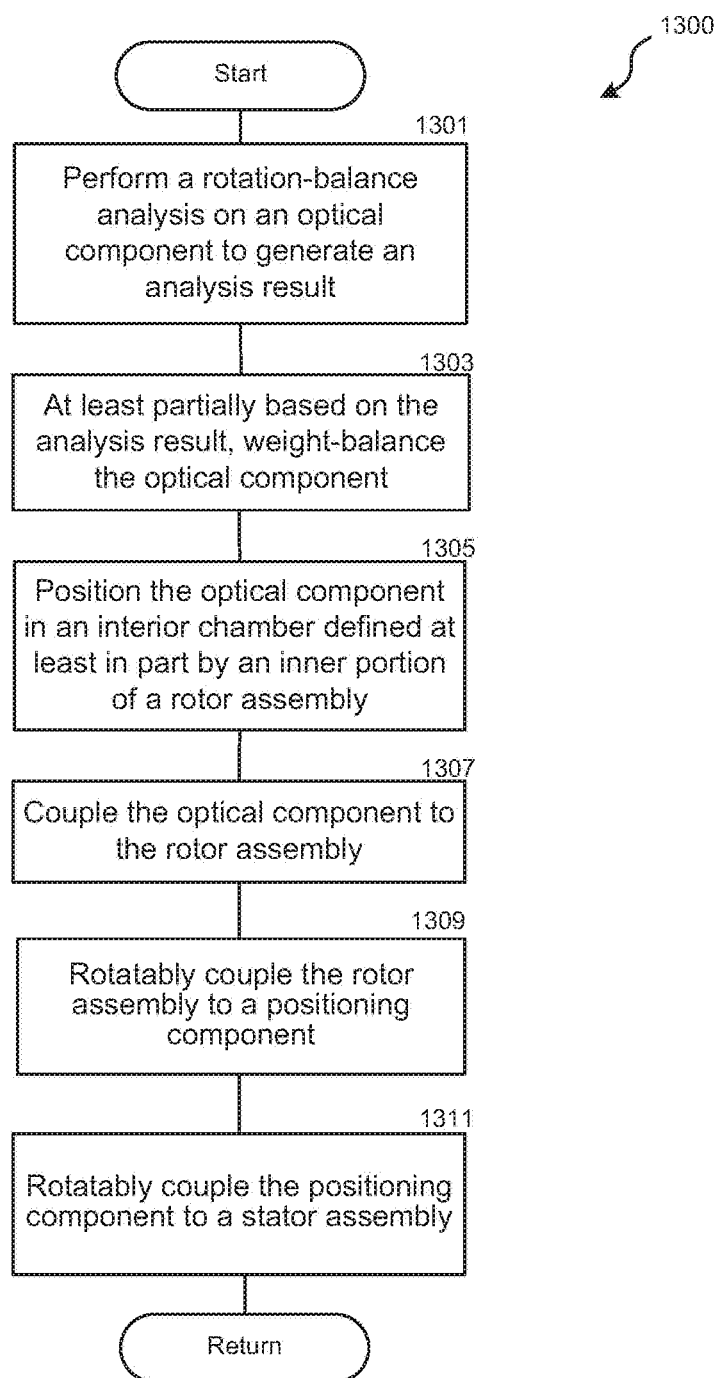 1300
Start
1301
Perform a rotation-balance
analysis on an optical
component to generate an
analysis result
1303
At least partially based on the
analysis result, weight-balance
the optical component
1305
Position the optical component
in an interior chamber defined at
least in part by an inner portion
of a rotor assembly
1307
Couple the optical component to
the rotor assembly
1309
Rotatably couple the rotor
assembly to a positioning
component
1311
Rotatably couple the positioning
component to a stator assembly
Return